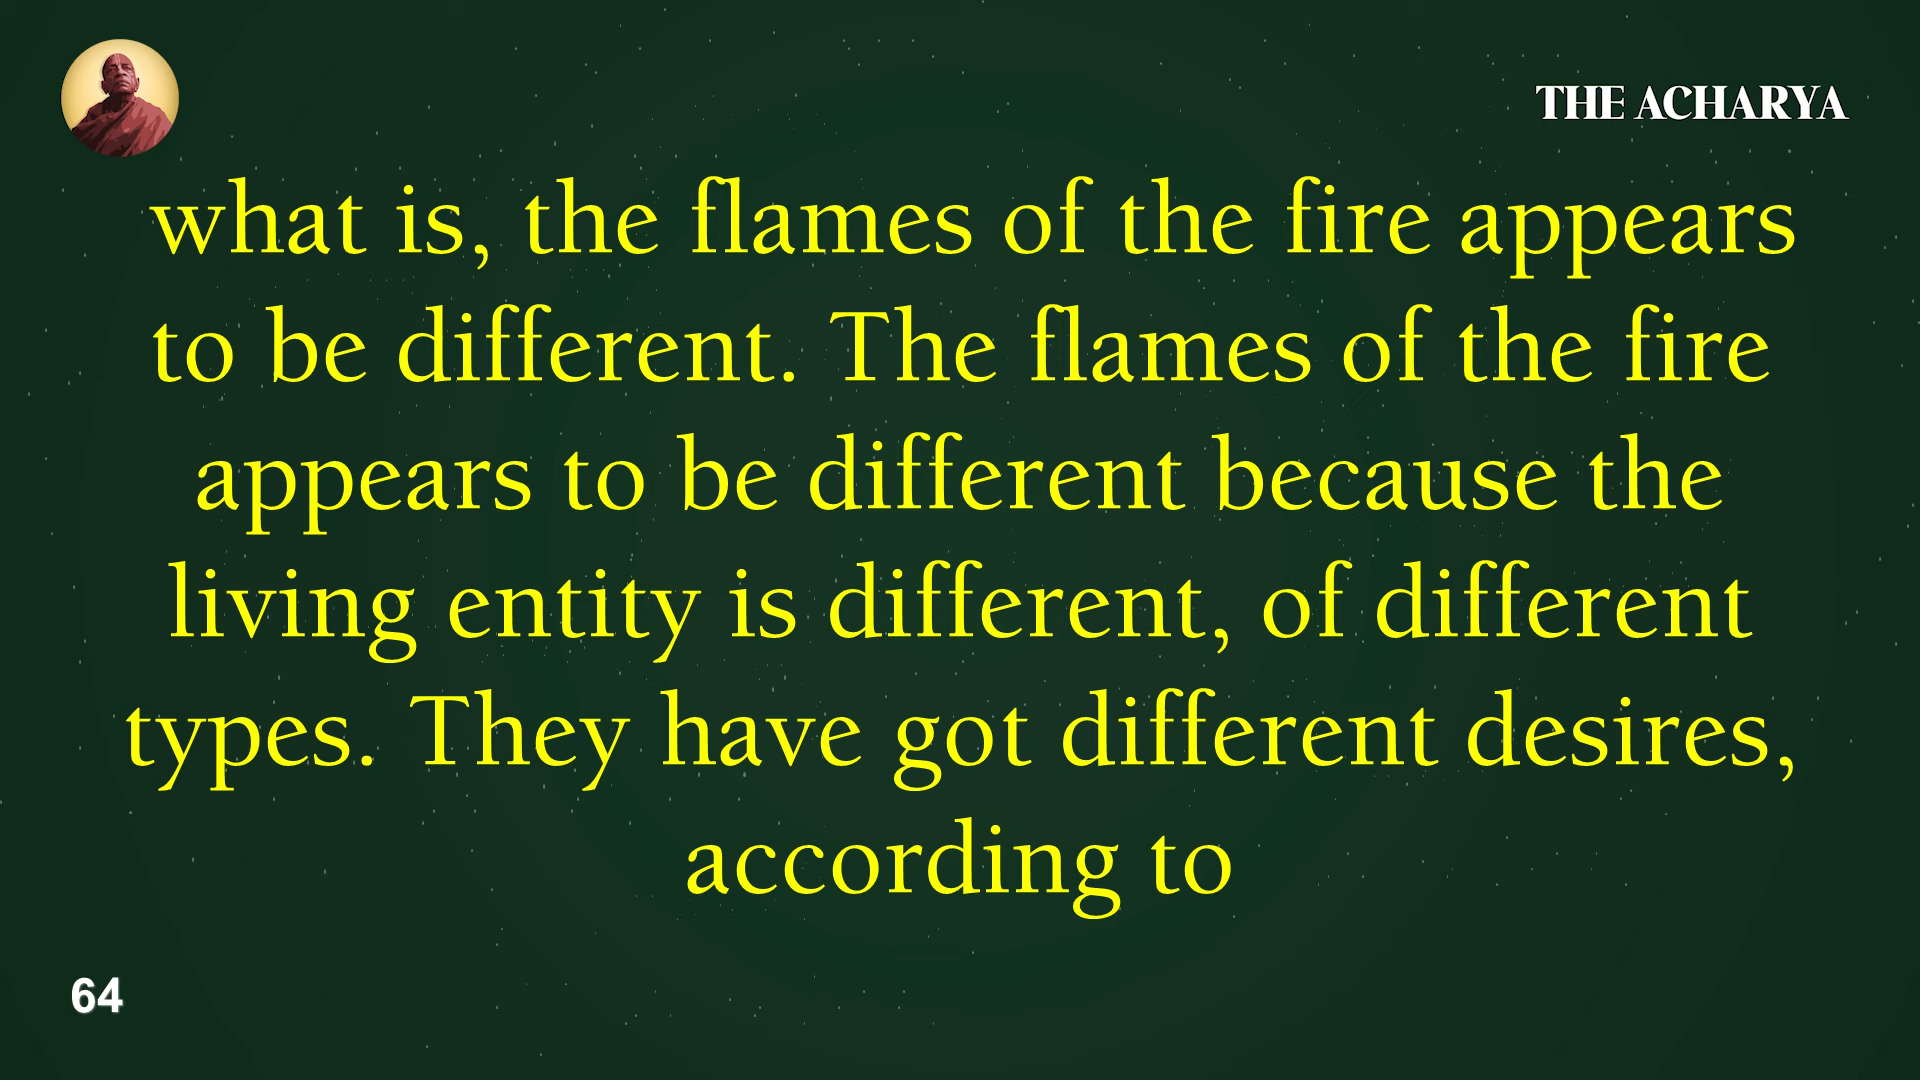 THE ACHARYA
what is, the flames of the fire appears
to be different. The flames of the fire
appears to be different because the
living entity is different, of different
types. They have got different desires,
according to
64